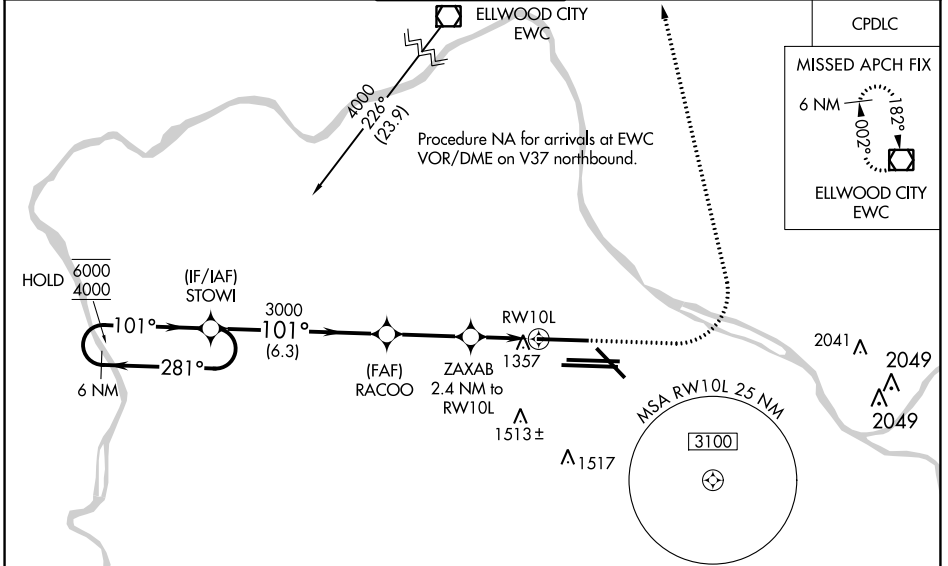 ELLWOOD CITY
EWC
4000
226°
(23.9)
Procedure NA for arrivals at EWC
VOR/DME on V37 northbound.
CPDLC
MISSED APCH FIX
6 NM
182°
002°
ELLWOOD CITY
EWC
HOLD
6000
4000
(IF/IAF)
STOWI
101°
281°
6 NM
3000
101°
(6.3)
(FAF)
RACOO
ZAXAB
2.4 NM to
RW10L
RW10L
1357
1513±
1517
2041
2049
2049
MSA RW10L 25 NM
3100